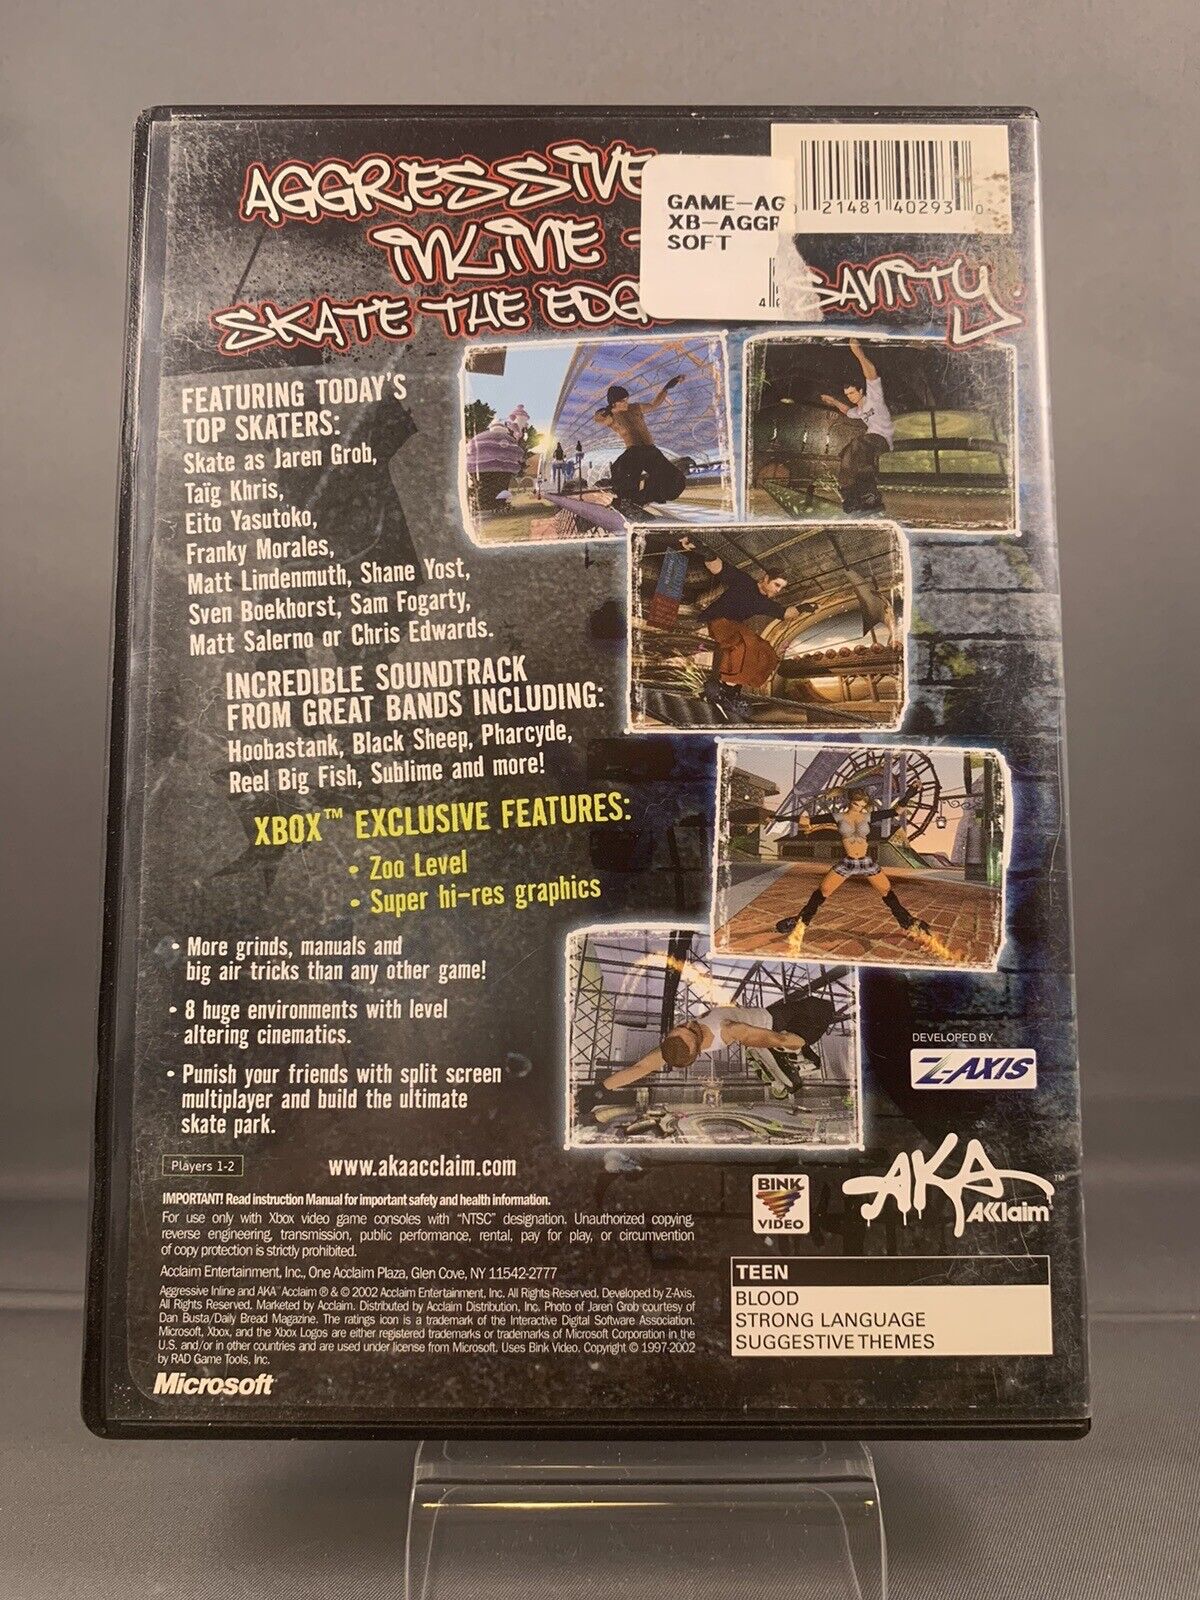 AGGRESSIVE
INLINE -
SKATE THE EDG SANITY
GAME-AG
XB-AGGR
SOFT
21481 40293
FEATURING TODAY'S
TOP SKATERS:
Skate as Jaren Grob,
Taïg Khris,
Eito Yasutoko,
Franky Morales,
Matt Lindenmuth, Shane Yost,
Sven Boekhorst, Sam Fogarty,
Matt Salerno or Chris Edwards.
INCREDIBLE SOUNDTRACK
FROM GREAT BANDS INCLUDING:
Hoobastank, Black Sheep, Pharcyde,
Reel Big Fish, Sublime and more!
XBOX™ EXCLUSIVE FEATURES:
• Zoo Level
• Super hi-res graphics
• More grinds, manuals and
big air tricks than any other game!
• 8 huge environments with level
altering cinematics.
• Punish your friends with split screen
multiplayer and build the ultimate
skate park.
DEVELOPED BY
Z-AXIS
Players 1-2
www.akaacclaim.com
BINK
VIDEO
AKA™
Acclaim
IMPORTANT! Read instruction Manual for important safety and health information.
For use only with Xbox video game consoles with "NTSC" designation. Unauthorized copying,
reverse engineering, transmission, public performance, rental, pay for play, or circumvention
of copy protection is strictly prohibited.
Acclaim Entertainment, Inc., One Acclaim Plaza, Glen Cove, NY 11542-2777
Aggressive Inline and AKA™ Acclaim ® & © 2002 Acclaim Entertainment, Inc. All Rights Reserved. Developed by Z-Axis.
All Rights Reserved. Marketed by Acclaim. Distributed by Acclaim Distribution, Inc. Photo of Jaren Grob courtesy of
Dan Busta/Daily Bread Magazine. The ratings icon is a trademark of the Interactive Digital Software Association.
Microsoft, Xbox, and the Xbox Logos are either registered trademarks or trademarks of Microsoft Corporation in the
U.S. and/or in other countries and are used under license from Microsoft. Uses Bink Video. Copyright © 1997-2002
by RAD Game Tools, Inc.
Microsoft
TEEN
BLOOD
STRONG LANGUAGE
SUGGESTIVE THEMES